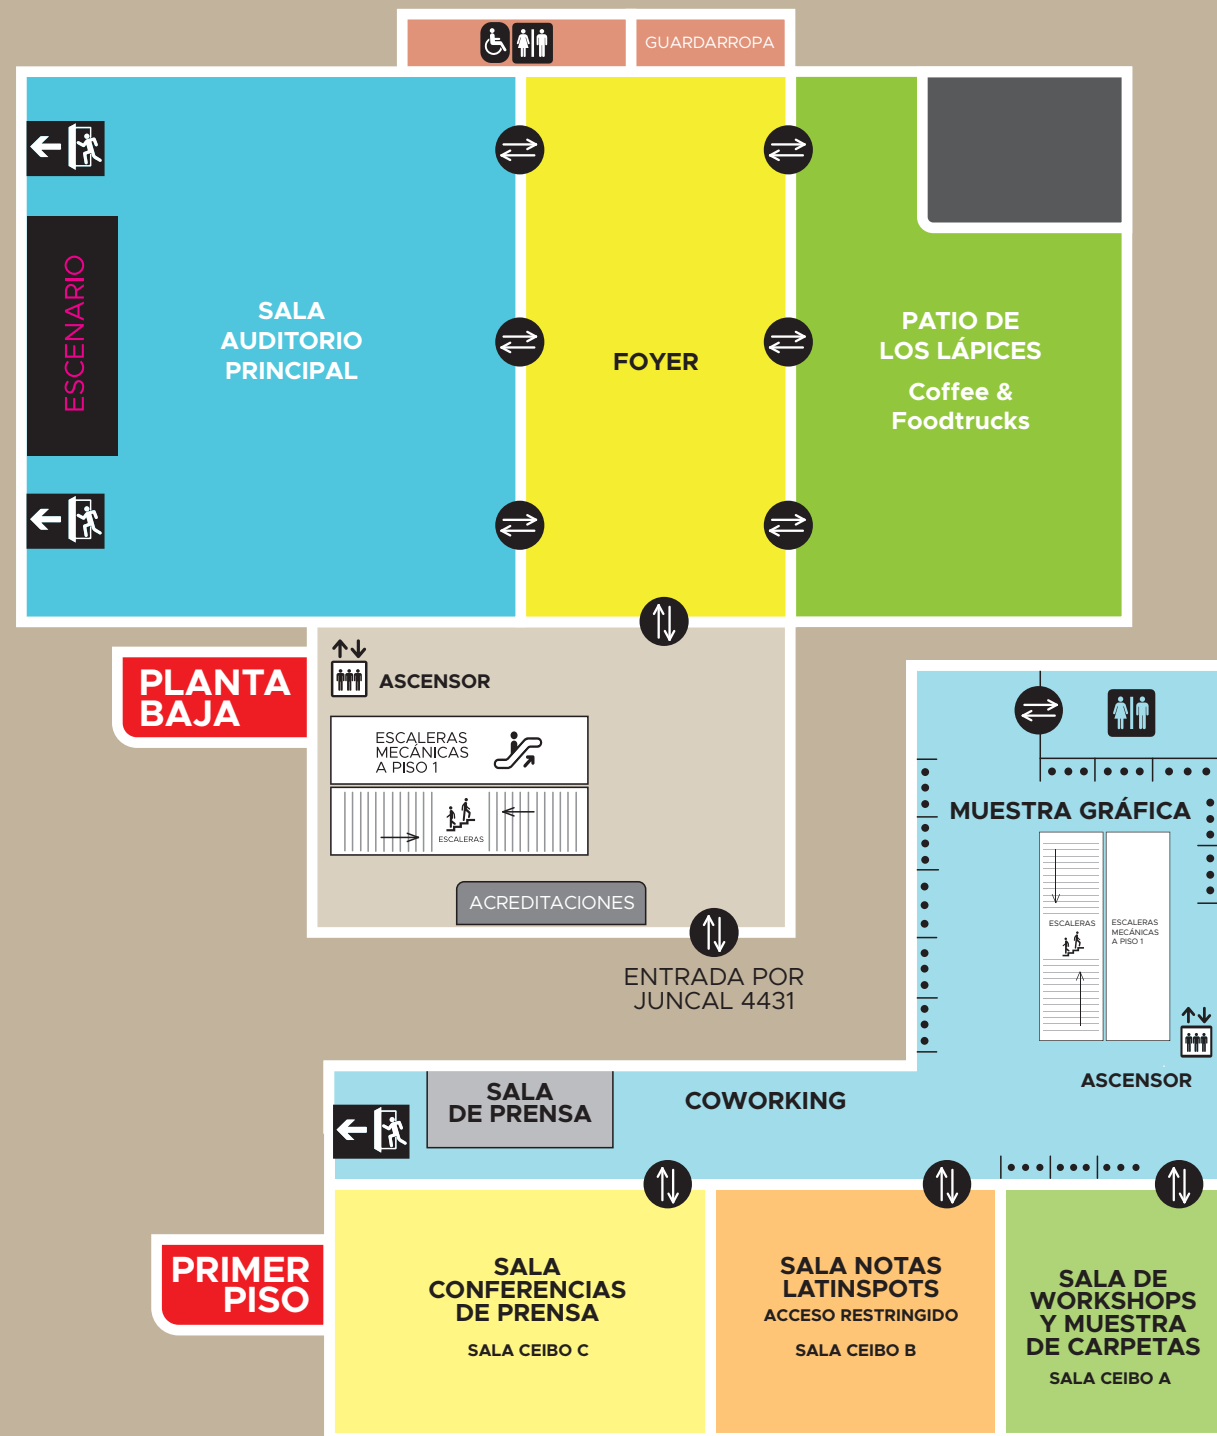 GUARDARROPA
ESCENARIO
SALA
AUDITORIO
PRINCIPAL
FOYER
PATIO DE
LOS LÁPICES
Coffee &
Foodtrucks
PLANTA
BAJA
ASCENSOR
ESCALERAS
MECÁNICAS
A PISO 1
ESCALERAS
ACREDITACIONES
ENTRADA POR
JUNCAL 4431
MUESTRA GRÁFICA
ESCALERAS
ESCALERAS
MECÁNICAS
A PISO 1
ASCENSOR
SALA
DE PRENSA
COWORKING
PRIMER
PISO
SALA
CONFERENCIAS
DE PRENSA
SALA CEIBO C
SALA NOTAS
LATINSPOTS
ACCESO RESTRINGIDO
SALA CEIBO B
SALA DE
WORKSHOPS
Y MUESTRA
DE CARPETAS
SALA CEIBO A